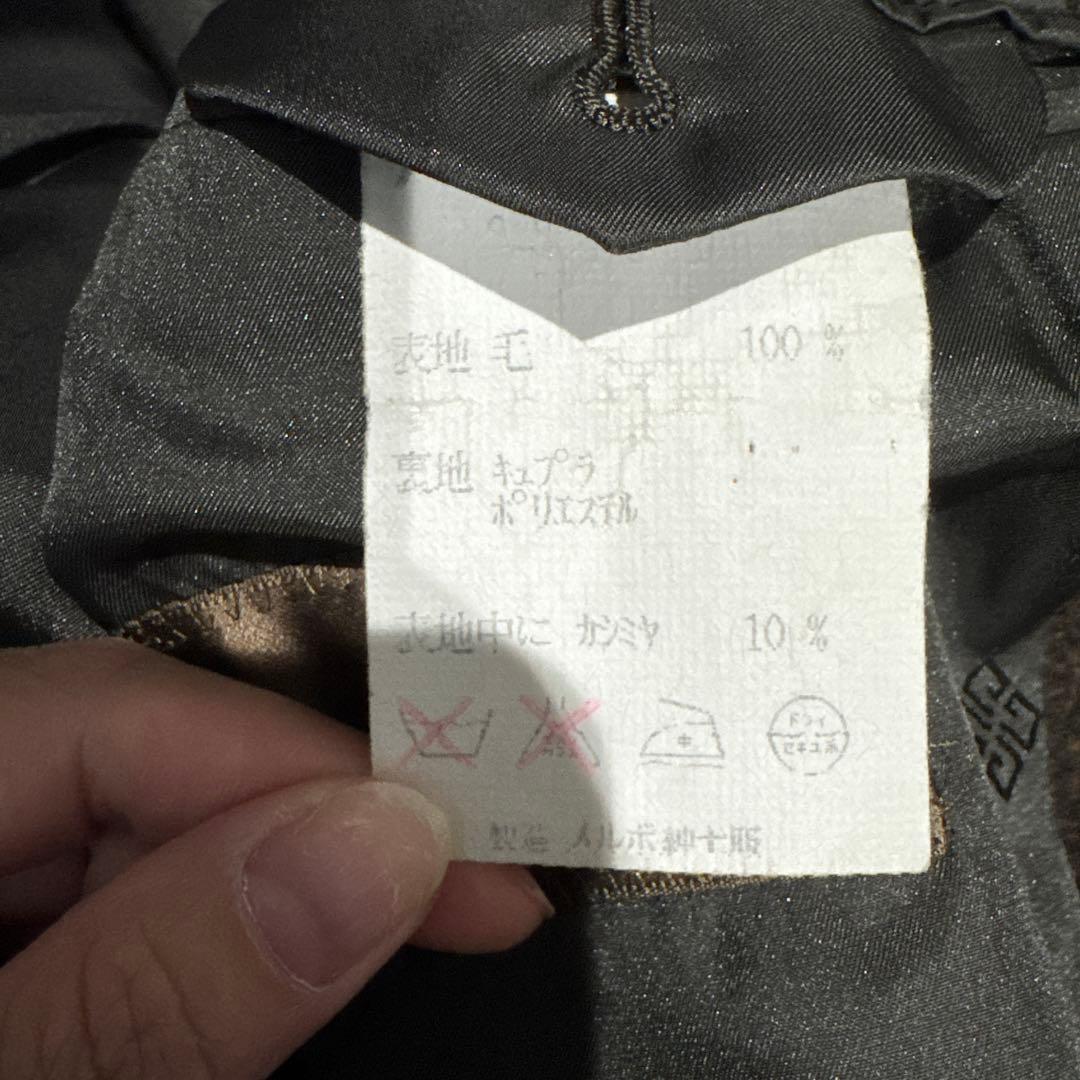 表地 毛 100 %
裏地 キュプラ
ポリエステル
表地中に カシミヤ 10 %
中
ドライ
セキユ系
製造 メルボ紳士服